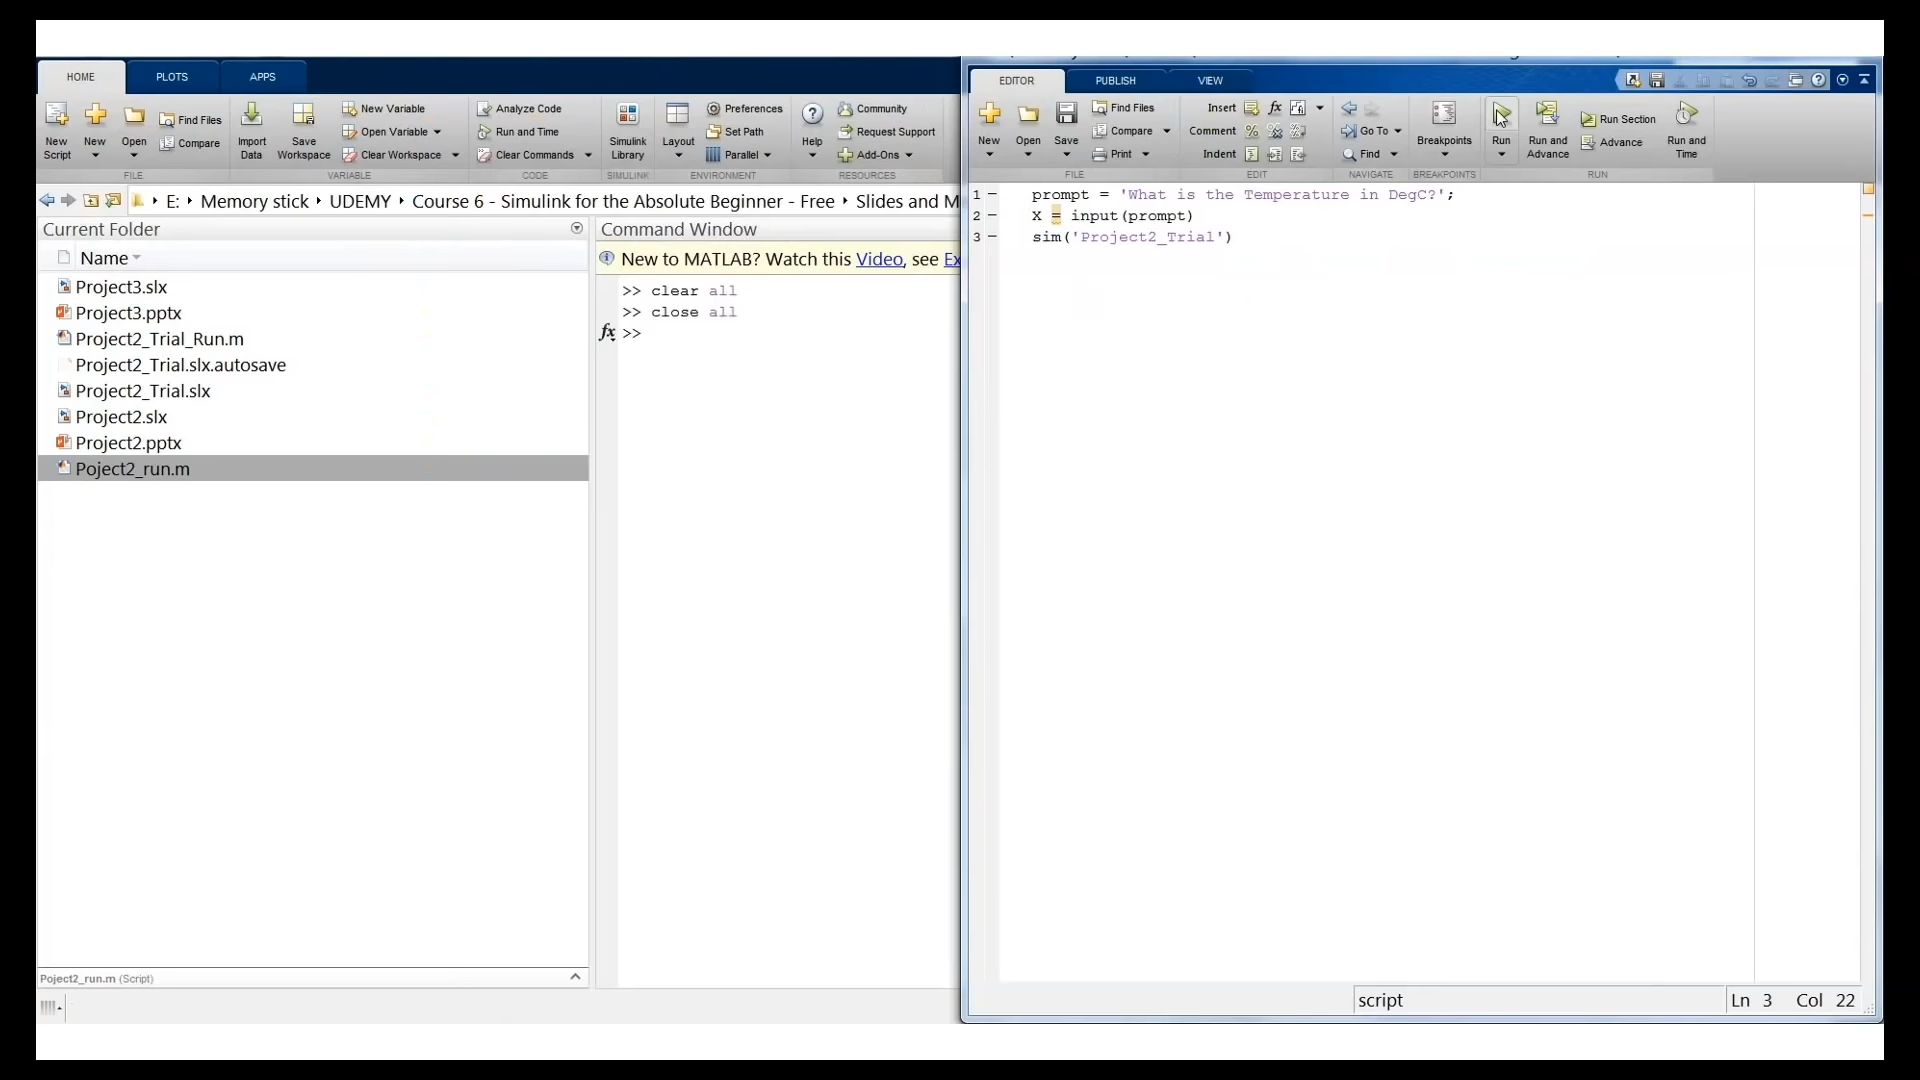 HOME PLOTS APPS
New Script
New
Open
Find Files
Compare
FILE
Import Data
Save Workspace
New Variable
Open Variable
Clear Workspace
VARIABLE
Analyze Code
Run and Time
Clear Commands
CODE
Simulink Library
SIMULINK
Layout
Preferences
Set Path
Parallel
ENVIRONMENT
Help
Community
Request Support
Add-Ons
RESOURCES
E: Memory stick UDEMY Course 6 - Simulink for the Absolute Beginner - Free Slides and M
Current Folder
Name
Project3.slx
Project3.pptx
Project2_Trial_Run.m
Project2_Trial.slx.autosave
Project2_Trial.slx
Project2.slx
Project2.pptx
Poject2_run.m
Poject2_run.m (Script)
Command Window
New to MATLAB? Watch this Video, see Ex
>> clear all
>> close all
fx >>
EDITOR PUBLISH VIEW
New
Open
Save
Find Files
Compare
Print
FILE
Insert fx
Comment
Indent
EDIT
Go To
Find
NAVIGATE
Breakpoints
BREAKPOINTS
Run
Run and Advance
Run Section
Advance
Run and Time
RUN
1 prompt = 'What is the Temperature in DegC?';
2 X = input(prompt)
3 sim('Project2_Trial')
script Ln 3 Col 22